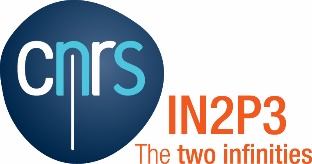 cnrs
IN2P3
The two infinities